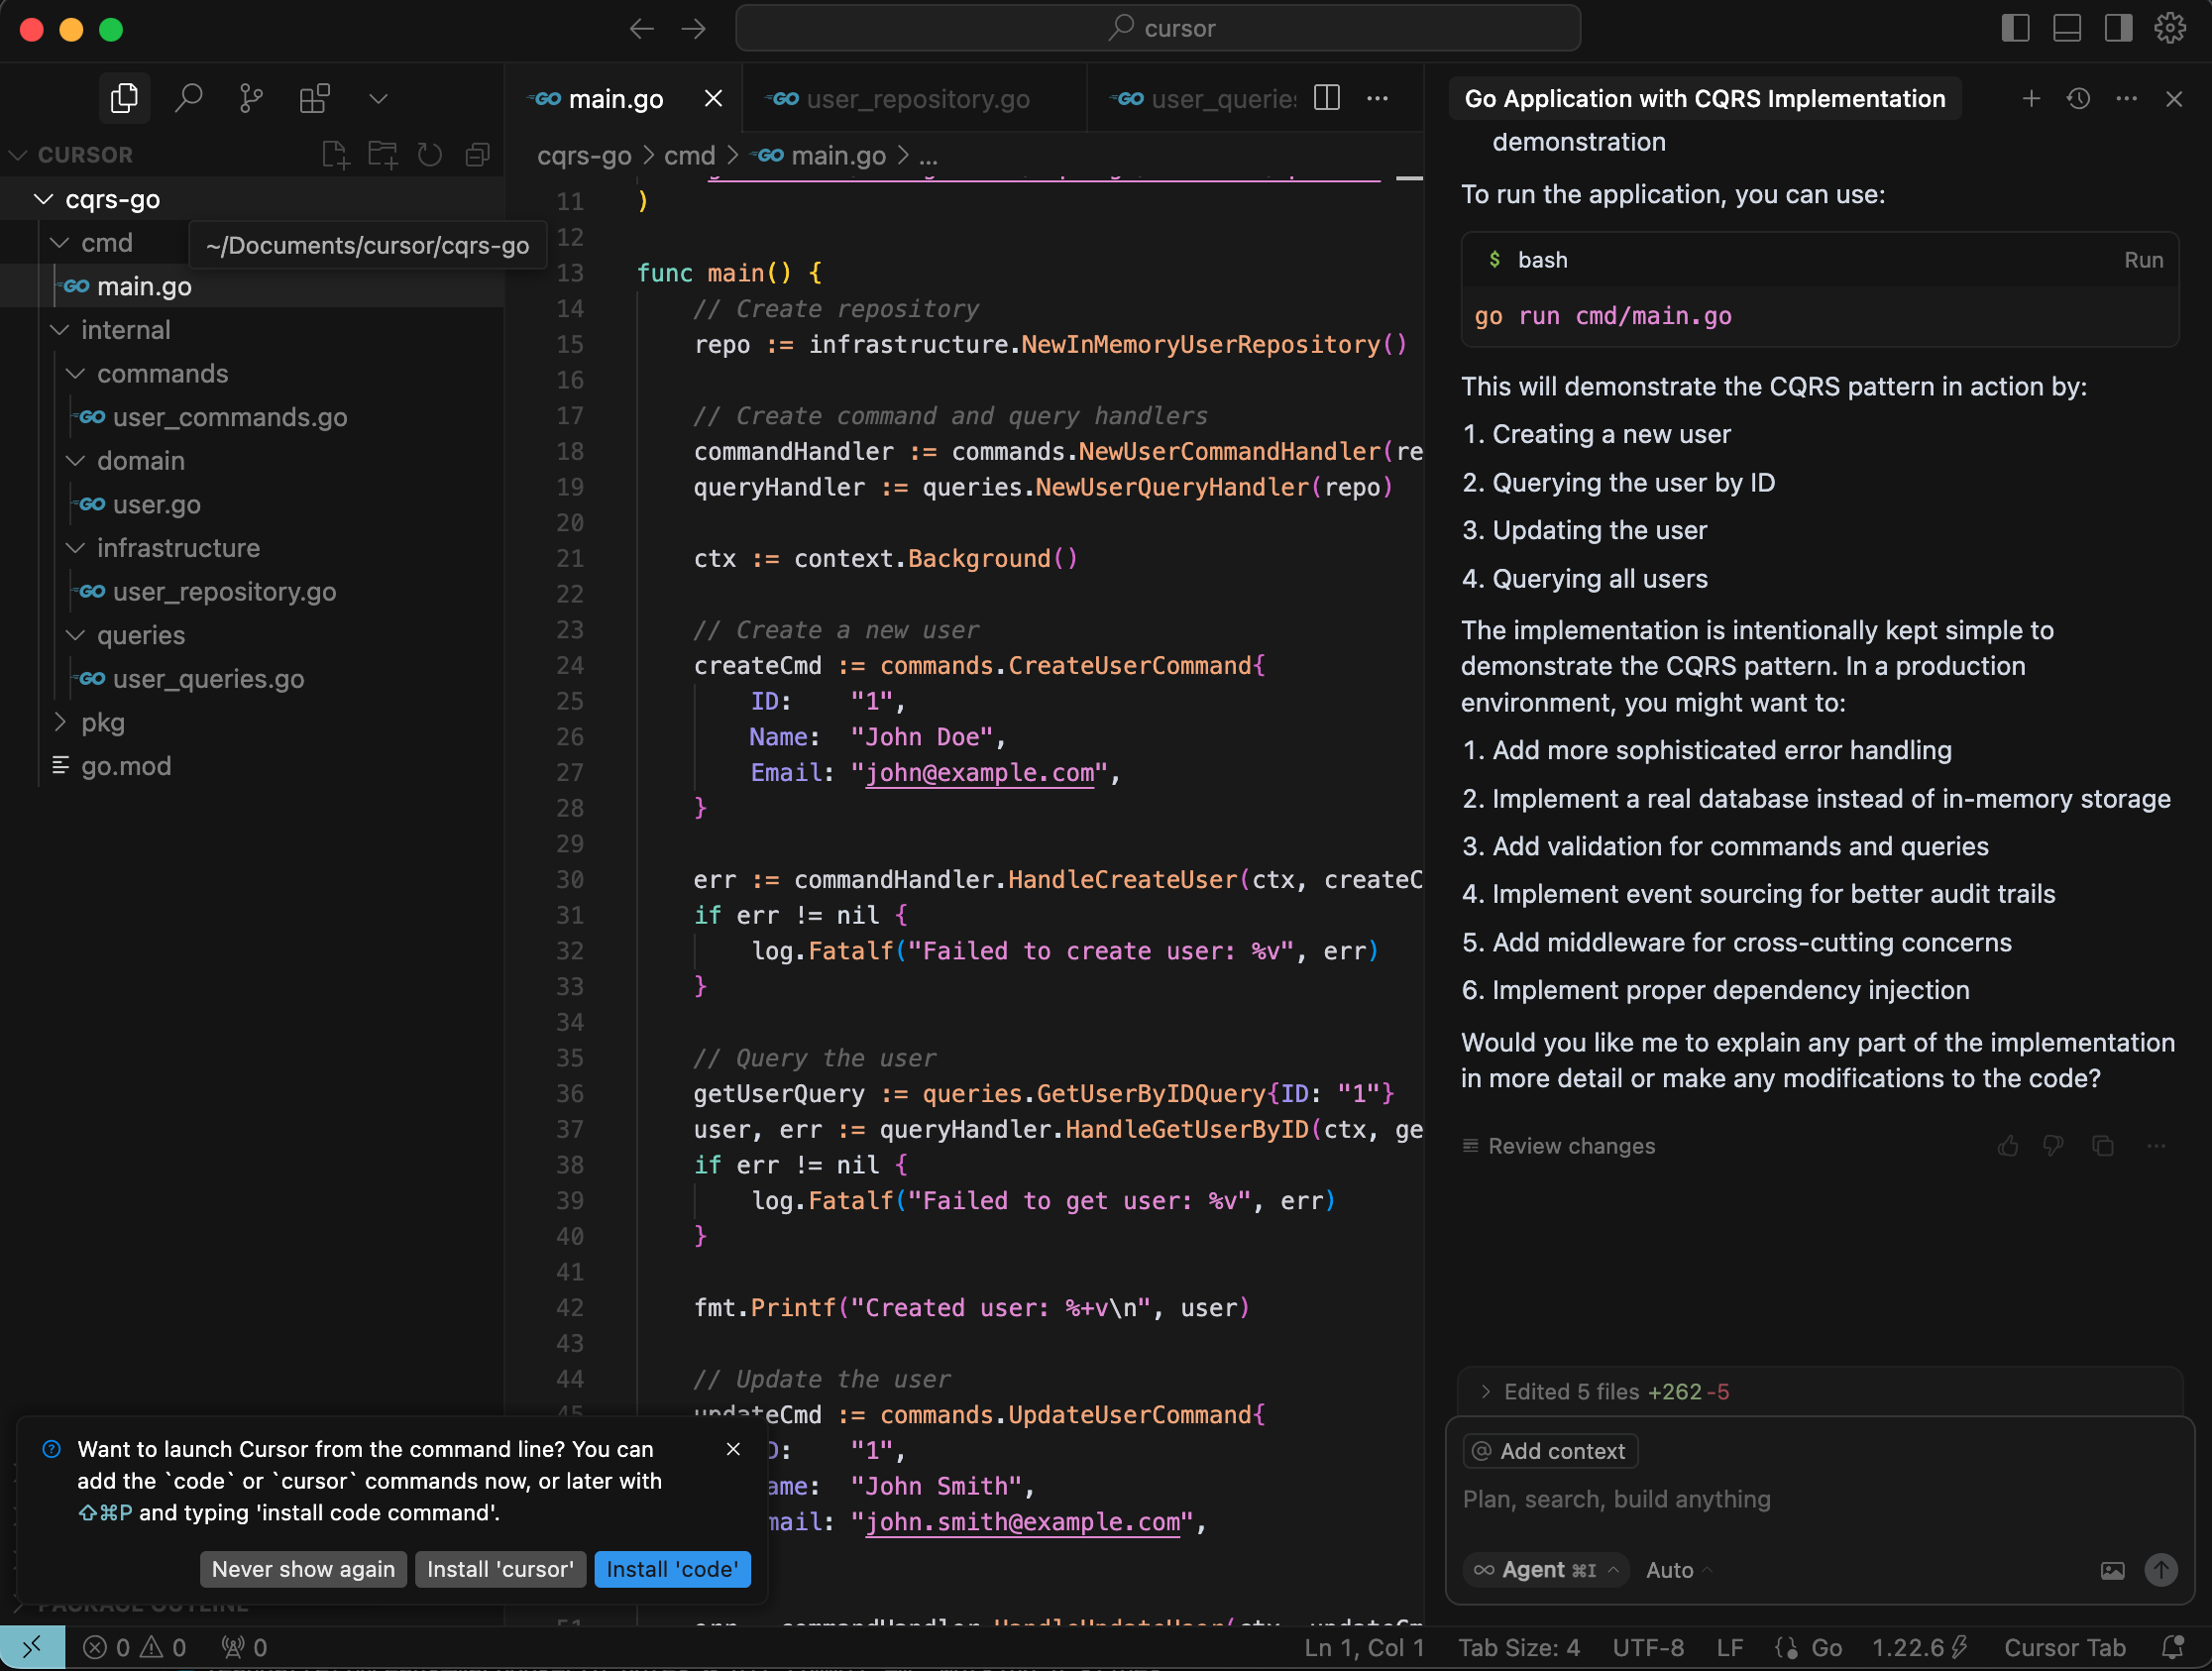 cursor
CURSOR
cqrs-go
cmd
~/Documents/cursor/cqrs-go
GO main.go
internal
commands
GO user_commands.go
domain
GO user.go
infrastructure
GO user_repository.go
queries
GO user_queries.go
pkg
go.mod
GO main.go
GO user_repository.go
GO user_querie
cqrs-go > cmd > GO main.go > ...
11 )
12
13 func main() {
14 // Create repository
15 repo := infrastructure.NewInMemoryUserRepository()
16
17 // Create command and query handlers
18 commandHandler := commands.NewUserCommandHandler(re
19 queryHandler := queries.NewUserQueryHandler(repo)
20
21 ctx := context.Background()
22
23 // Create a new user
24 createCmd := commands.CreateUserCommand{
25 ID: "1",
26 Name: "John Doe",
27 Email: "john@example.com",
28 }
29
30 err := commandHandler.HandleCreateUser(ctx, createC
31 if err != nil {
32 log.Fatalf("Failed to create user: %v", err)
33 }
34
35 // Query the user
36 getUserQuery := queries.GetUserByIDQuery{ID: "1"}
37 user, err := queryHandler.HandleGetUserByID(ctx, ge
38 if err != nil {
39 log.Fatalf("Failed to get user: %v", err)
40 }
41
42 fmt.Printf("Created user: %+v\n", user)
43
44 // Update the user
45 updateCmd := commands.UpdateUserCommand{
D: "1",
ame: "John Smith",
mail: "john.smith@example.com",
Want to launch Cursor from the command line? You can
add the `code` or `cursor` commands now, or later with
⇧⌘P and typing 'install code command'.
Never show again
Install 'cursor'
Install 'code'
Go Application with CQRS Implementation
demonstration
To run the application, you can use:
$ bash
Run
go run cmd/main.go
This will demonstrate the CQRS pattern in action by:
1. Creating a new user
2. Querying the user by ID
3. Updating the user
4. Querying all users
The implementation is intentionally kept simple to
demonstrate the CQRS pattern. In a production
environment, you might want to:
1. Add more sophisticated error handling
2. Implement a real database instead of in-memory storage
3. Add validation for commands and queries
4. Implement event sourcing for better audit trails
5. Add middleware for cross-cutting concerns
6. Implement proper dependency injection
Would you like me to explain any part of the implementation
in more detail or make any modifications to the code?
Review changes
Edited 5 files +262 -5
@ Add context
Plan, search, build anything
∞ Agent ⌘I
Auto
0 0 0
Ln 1, Col 1
Tab Size: 4
UTF-8
LF
{} Go
1.22.6
Cursor Tab